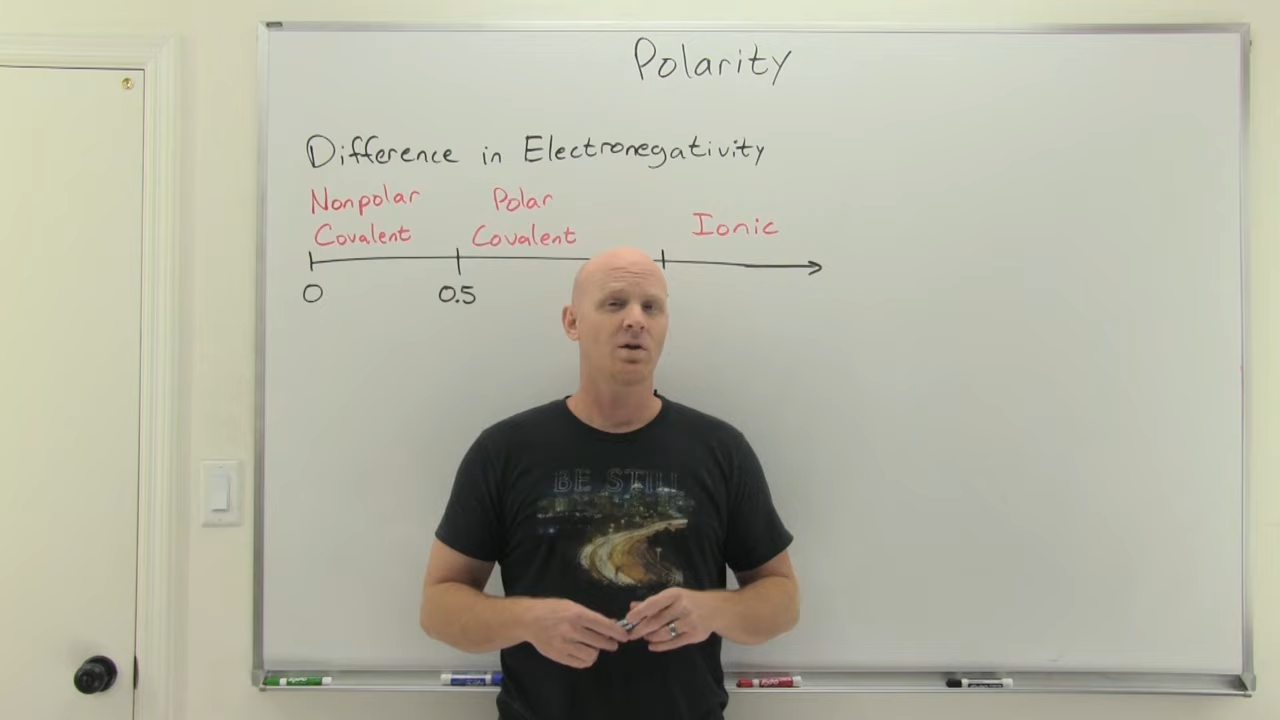 Polarity
Difference in Electronegativity
Nonpolar
Covalent
Polar
Covalent
Ionic
0
0.5
BE STILL